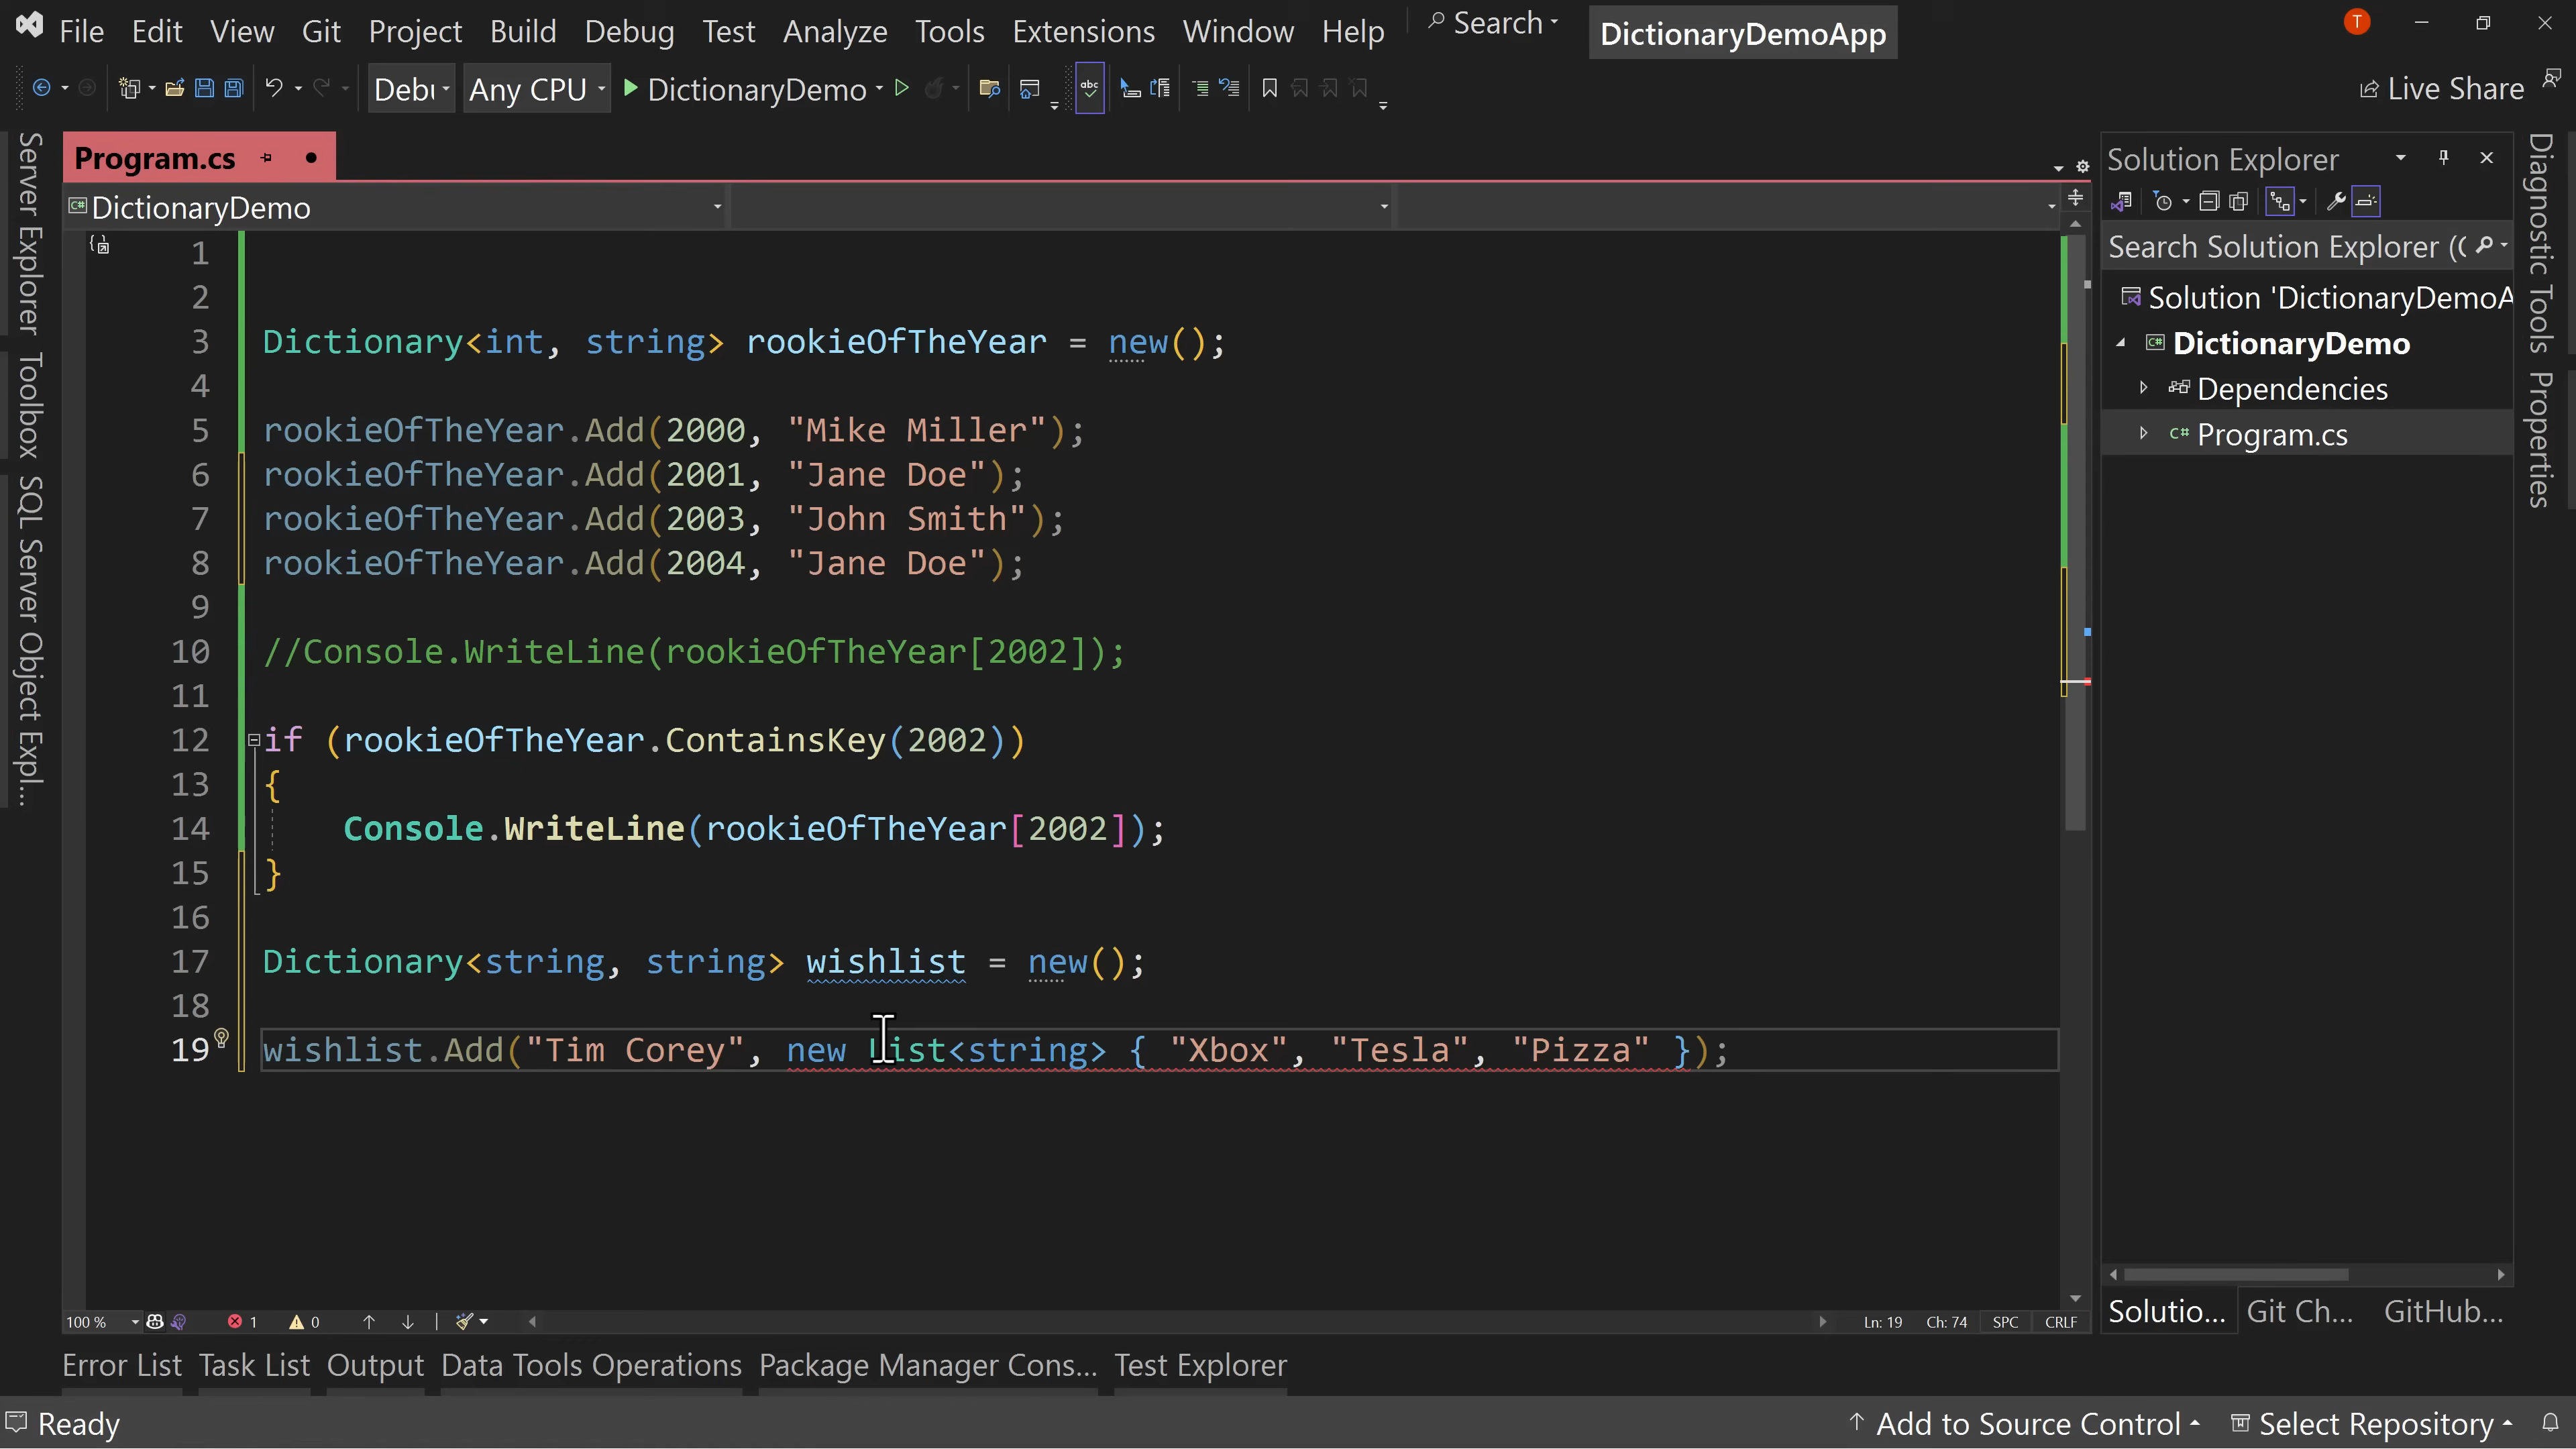 File Edit View Git Project Build Debug Test Analyze Tools Extensions Window Help Search DictionaryDemoApp T
Debu Any CPU DictionaryDemo abc Live Share
Program.cs
DictionaryDemo
1
2
3 Dictionary<int, string> rookieOfTheYear = new();
4
5 rookieOfTheYear.Add(2000, "Mike Miller");
6 rookieOfTheYear.Add(2001, "Jane Doe");
7 rookieOfTheYear.Add(2003, "John Smith");
8 rookieOfTheYear.Add(2004, "Jane Doe");
9
10 //Console.WriteLine(rookieOfTheYear[2002]);
11
12 if (rookieOfTheYear.ContainsKey(2002))
13 {
14 Console.WriteLine(rookieOfTheYear[2002]);
15 }
16
17 Dictionary<string, string> wishlist = new();
18
19 wishlist.Add("Tim Corey", new List<string> { "Xbox", "Tesla", "Pizza" });
Server Explorer
Toolbox
SQL Server Object Expl...
Solution Explorer
Search Solution Explorer ((
Solution 'DictionaryDemoA
C# DictionaryDemo
Dependencies
C# Program.cs
Diagnostic Tools
Properties
Solutio... Git Ch... GitHub...
100 % 1 0 Ln: 19 Ch: 74 SPC CRLF
Error List Task List Output Data Tools Operations Package Manager Cons... Test Explorer
Ready Add to Source Control Select Repository